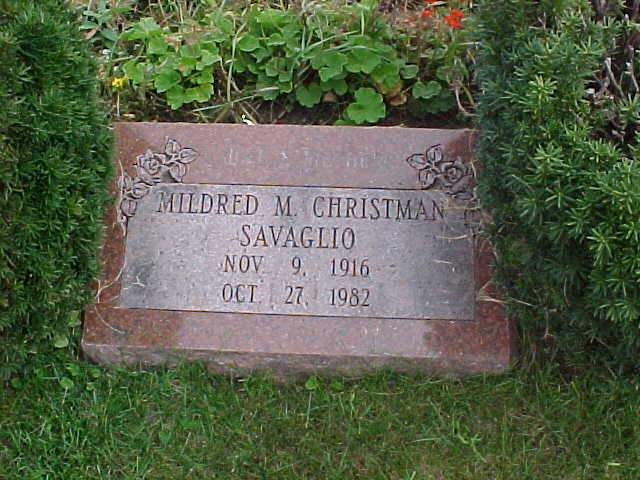 MILDRED M. CHRISTMAN
SAVAGLIO
NOV. 9, 1916
OCT. 27, 1982